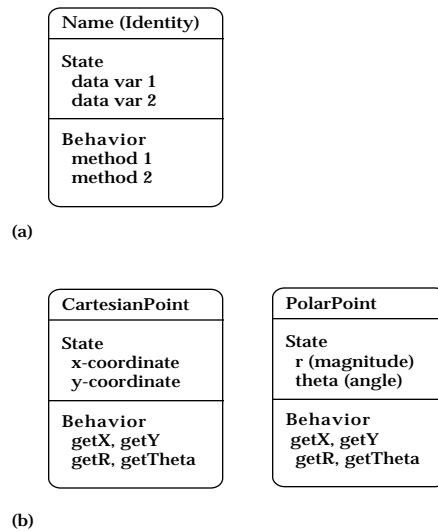 Name (Identity)
State
data var 1
data var 2
Behavior
method 1
method 2
(a)
CartesianPoint
State
x-coordinate
y-coordinate
Behavior
getX, getY
getR, getTheta
PolarPoint
State
r (magnitude)
theta (angle)
Behavior
getX, getY
getR, getTheta
(b)